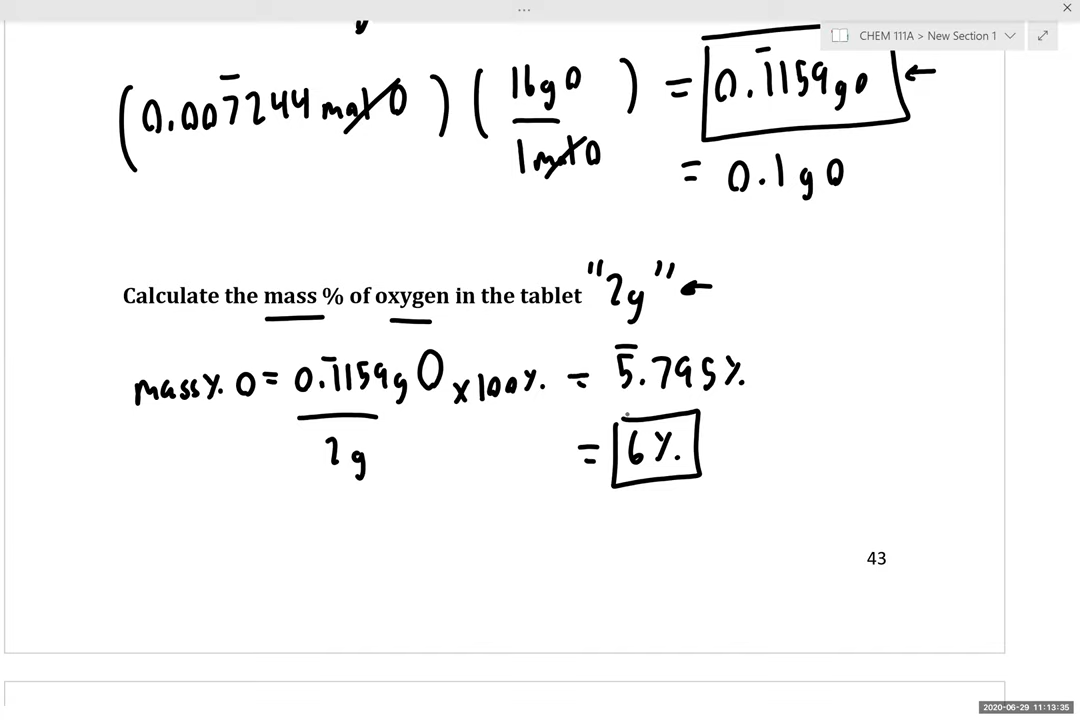 CHEM 111A > New Section 1
(0.007244 mol O) (16 g O / 1 mol O) = 0.1159 g O ←
= 0.1 g O
Calculate the mass % of oxygen in the tablet "2g" ←
mass % O = 0.1159 g O / 2 g x 100 % = 5.795 %
= 6 %
43
2020-06-29 11:13:35